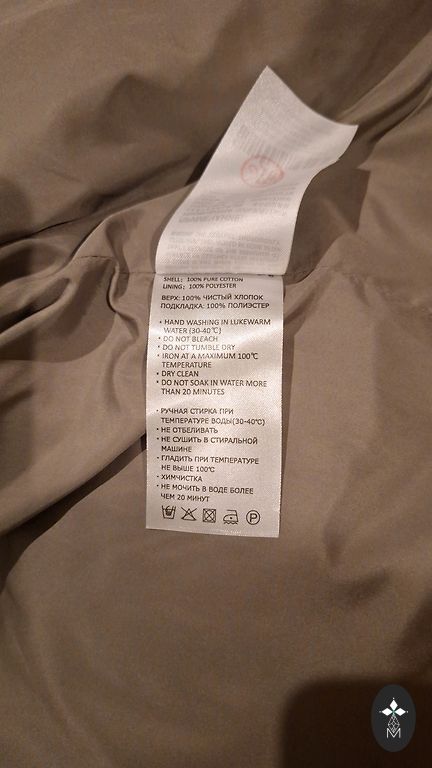 SHELL: 100% PURE COTTON
LINING: 100% POLYESTER
ВЕРХ: 100% ЧИСТЫЙ ХЛОПОК
ПОДКЛАДКА: 100% ПОЛИЭСТЕР
• HAND WASHING IN LUKEWARM
WATER (30-40℃)
• DO NOT BLEACH
• DO NOT TUMBLE DRY
• IRON AT A MAXIMUM 100℃
TEMPERATURE
• DRY CLEAN
• DO NOT SOAK IN WATER MORE
THAN 20 MINUTES
• РУЧНАЯ СТИРКА ПРИ
ТЕМПЕРАТУРЕ ВОДЫ(30-40℃)
• НЕ ОТБЕЛИВАТЬ
• НЕ СУШИТЬ В СТИРАЛЬНОЙ
МАШИНЕ
• ГЛАДИТЬ ПРИ ТЕМПЕРАТУРЕ
НЕ ВЫШЕ 100℃
• ХИМЧИСТКА
• НЕ МОЧИТЬ В ВОДЕ БОЛЕЕ
ЧЕМ 20 МИНУТ
P
M